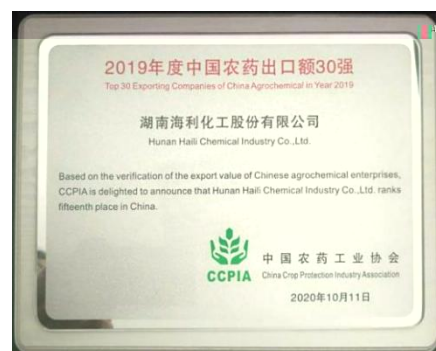 2019年度中国农药出口额30强
Top 30 Exporting Companies of China Agrochemical in Year 2019
湖南海利化工股份有限公司
Hunan Haili Chemical Industry Co.,Ltd.
Based on the verification of the export value of Chinese agrochemical enterprises,
CCPIA is delighted to announce that Hunan Haili Chemical Industry Co.,Ltd. ranks
fifteenth place in China.
CCPIA
中国农药工业协会
China Crop Protection Industry Association
2020年10月11日